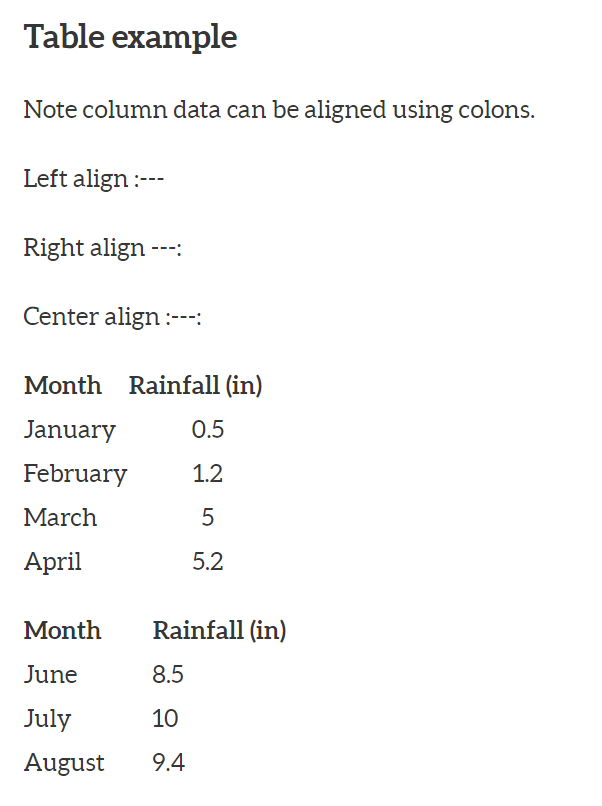 Table example
Note column data can be aligned using colons.
Left align :---
Right align ---:
Center align :---:
Month Rainfall (in)
January 0.5
February 1.2
March 5
April 5.2
Month Rainfall (in)
June 8.5
July 10
August 9.4